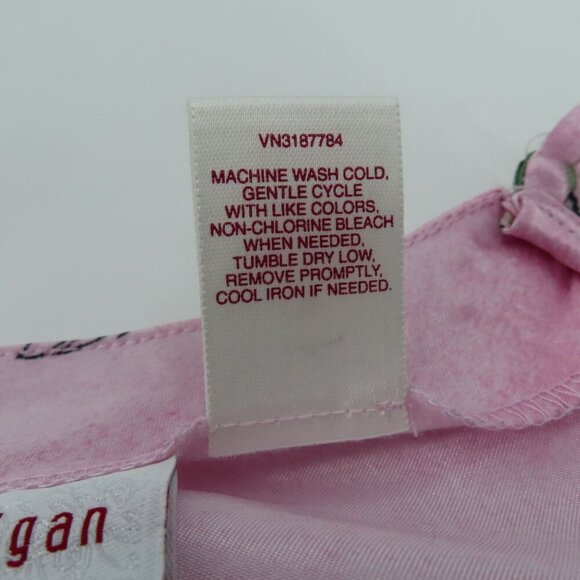 VN3187784
MACHINE WASH COLD,
GENTLE CYCLE
WITH LIKE COLORS,
NON-CHLORINE BLEACH
WHEN NEEDED,
TUMBLE DRY LOW,
REMOVE PROMPTLY,
COOL IRON IF NEEDED.
gan